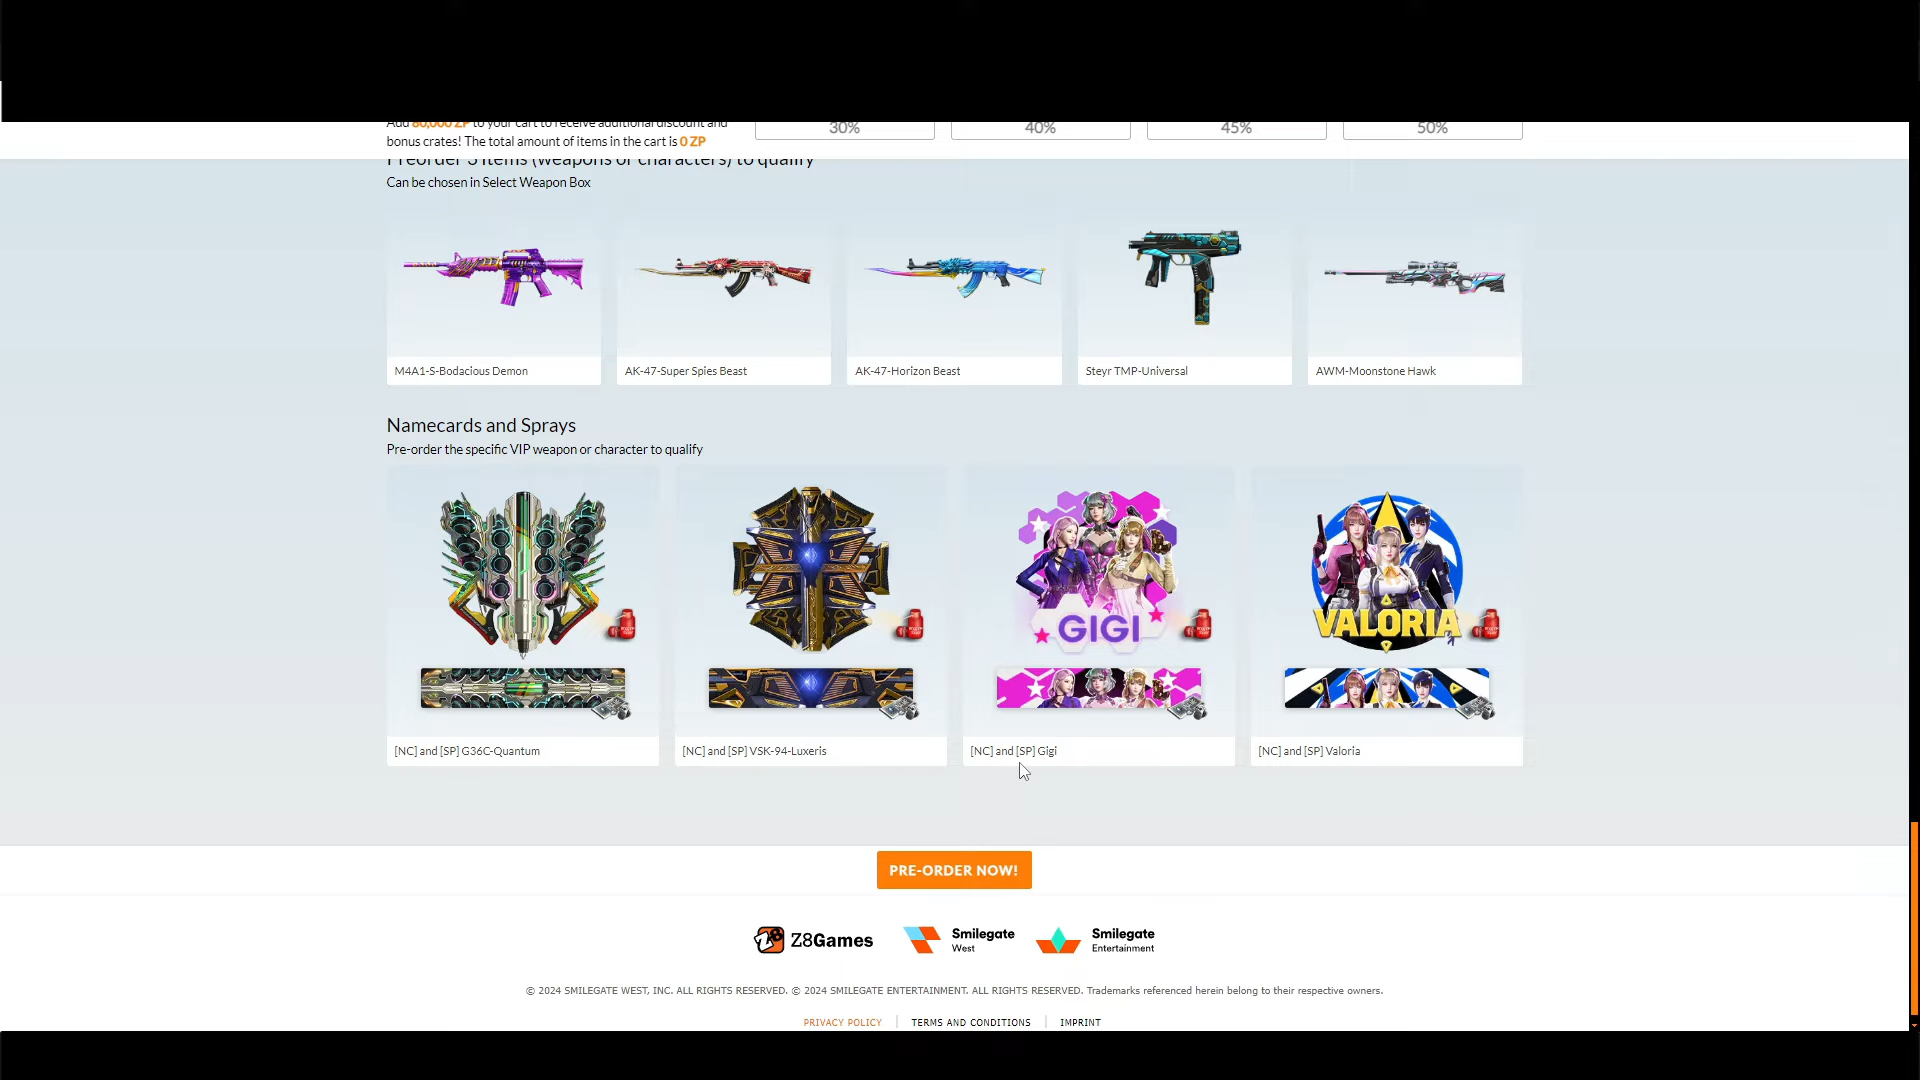 Add 80,000 ZP to your cart to receive additional discount and
bonus crates! The total amount of items in the cart is 0 ZP
30%
40%
45%
50%
Preorder 3 items (weapons or characters) to qualify
Can be chosen in Select Weapon Box
M4A1-S-Bodacious Demon
AK-47-Super Spies Beast
AK-47-Horizon Beast
Steyr TMP-Universal
AWM-Moonstone Hawk
Namecards and Sprays
Pre-order the specific VIP weapon or character to qualify
GIGI
VALORIA
[NC] and [SP] G36C-Quantum
[NC] and [SP] VSK-94-Luxeris
[NC] and [SP] Gigi
[NC] and [SP] Valoria
PRE-ORDER NOW!
Z8Games
Smilegate
West
Smilegate
Entertainment
© 2024 SMILEGATE WEST, INC. ALL RIGHTS RESERVED. © 2024 SMILEGATE ENTERTAINMENT. ALL RIGHTS RESERVED. Trademarks referenced herein belong to their respective owners.
PRIVACY POLICY
TERMS AND CONDITIONS
IMPRINT